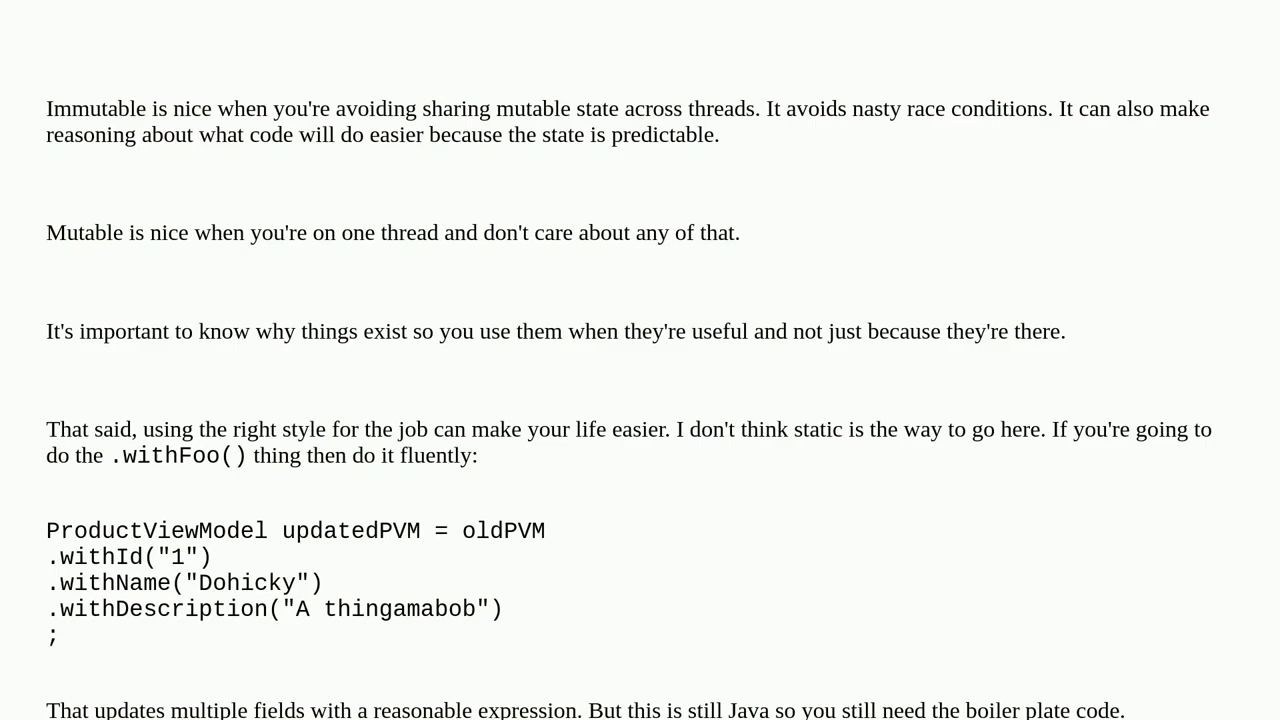 Immutable is nice when you're avoiding sharing mutable state across threads. It avoids nasty race conditions. It can also make
reasoning about what code will do easier because the state is predictable.
Mutable is nice when you're on one thread and don't care about any of that.
It's important to know why things exist so you use them when they're useful and not just because they're there.
That said, using the right style for the job can make your life easier. I don't think static is the way to go here. If you're going to
do the .withFoo() thing then do it fluently:
ProductViewModel updatedPVM = oldPVM
.withId("1")
.withName("Dohicky")
.withDescription("A thingamabob")
;
That updates multiple fields with a reasonable expression. But this is still Java so you still need the boiler plate code.